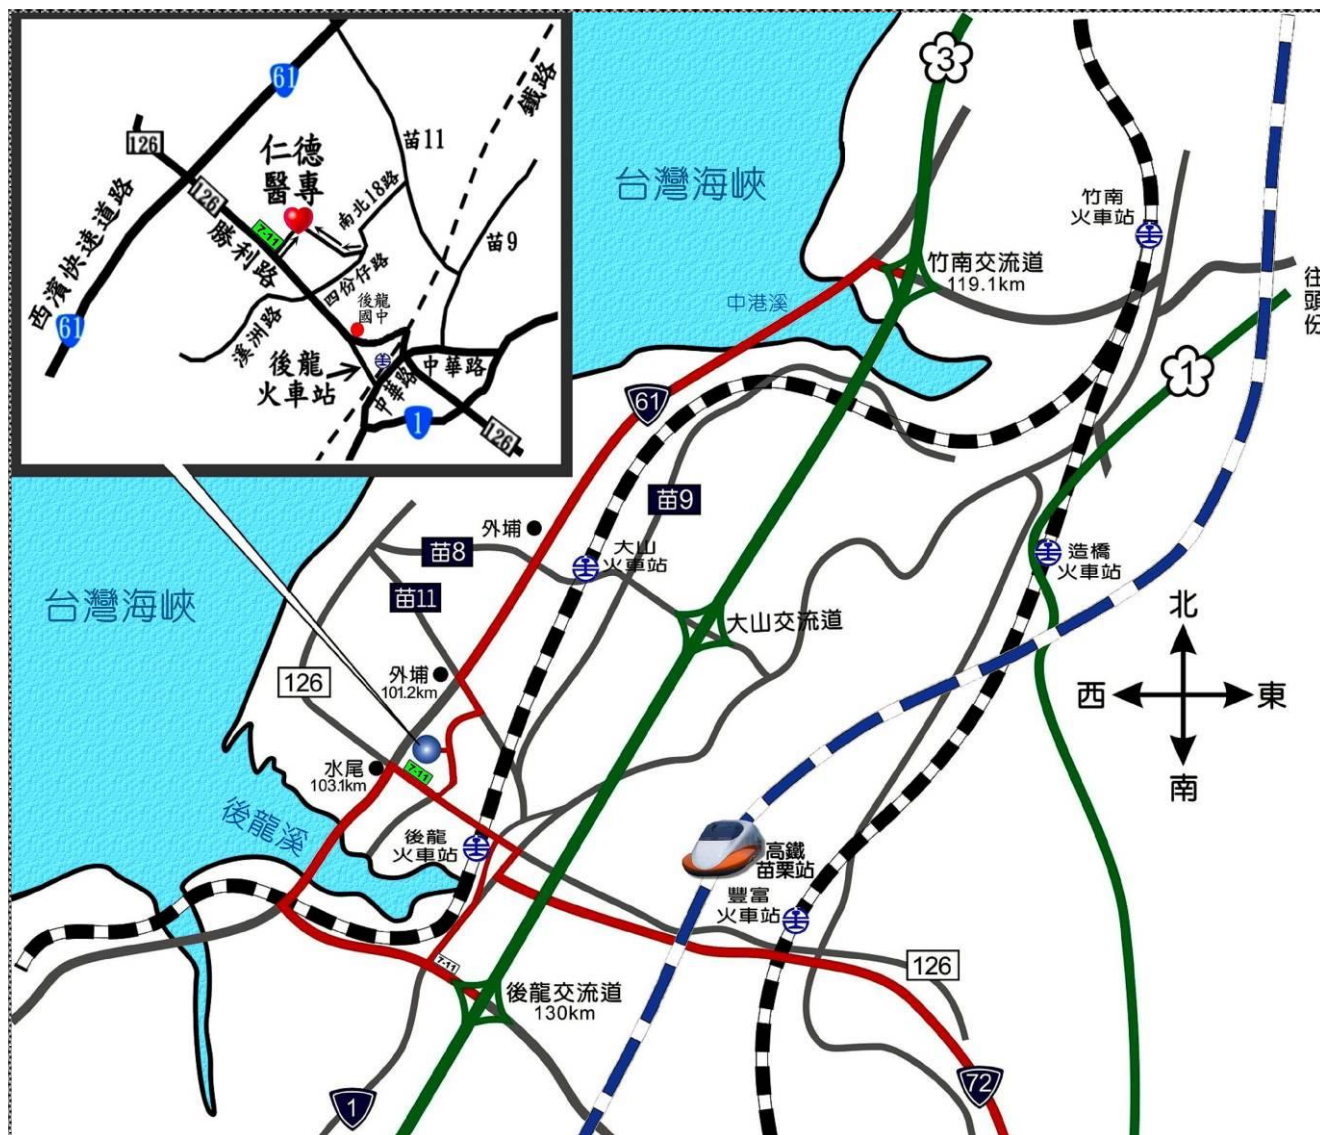 61
苗11
鐵路
126
仁德
醫專
南北18路
126
7-11
勝利路
苗9
西濱快速道路
四份仔路
後龍
國中
溪洲路
61
後龍
火車站
中華路
中華路
1
126
3
台灣海峽
竹南
火車站
竹南交流道
119.1km
往頭份
中港溪
1
61
苗9
外埔
苗8
大山
火車站
造橋
火車站
苗11
台灣海峽
大山交流道
北
西
東
南
外埔
101.2km
126
水尾
103.1km
7-11
後龍溪
後龍
火車站
高鐵
苗栗站
豐富
火車站
7-11
126
後龍交流道
130km
72
1